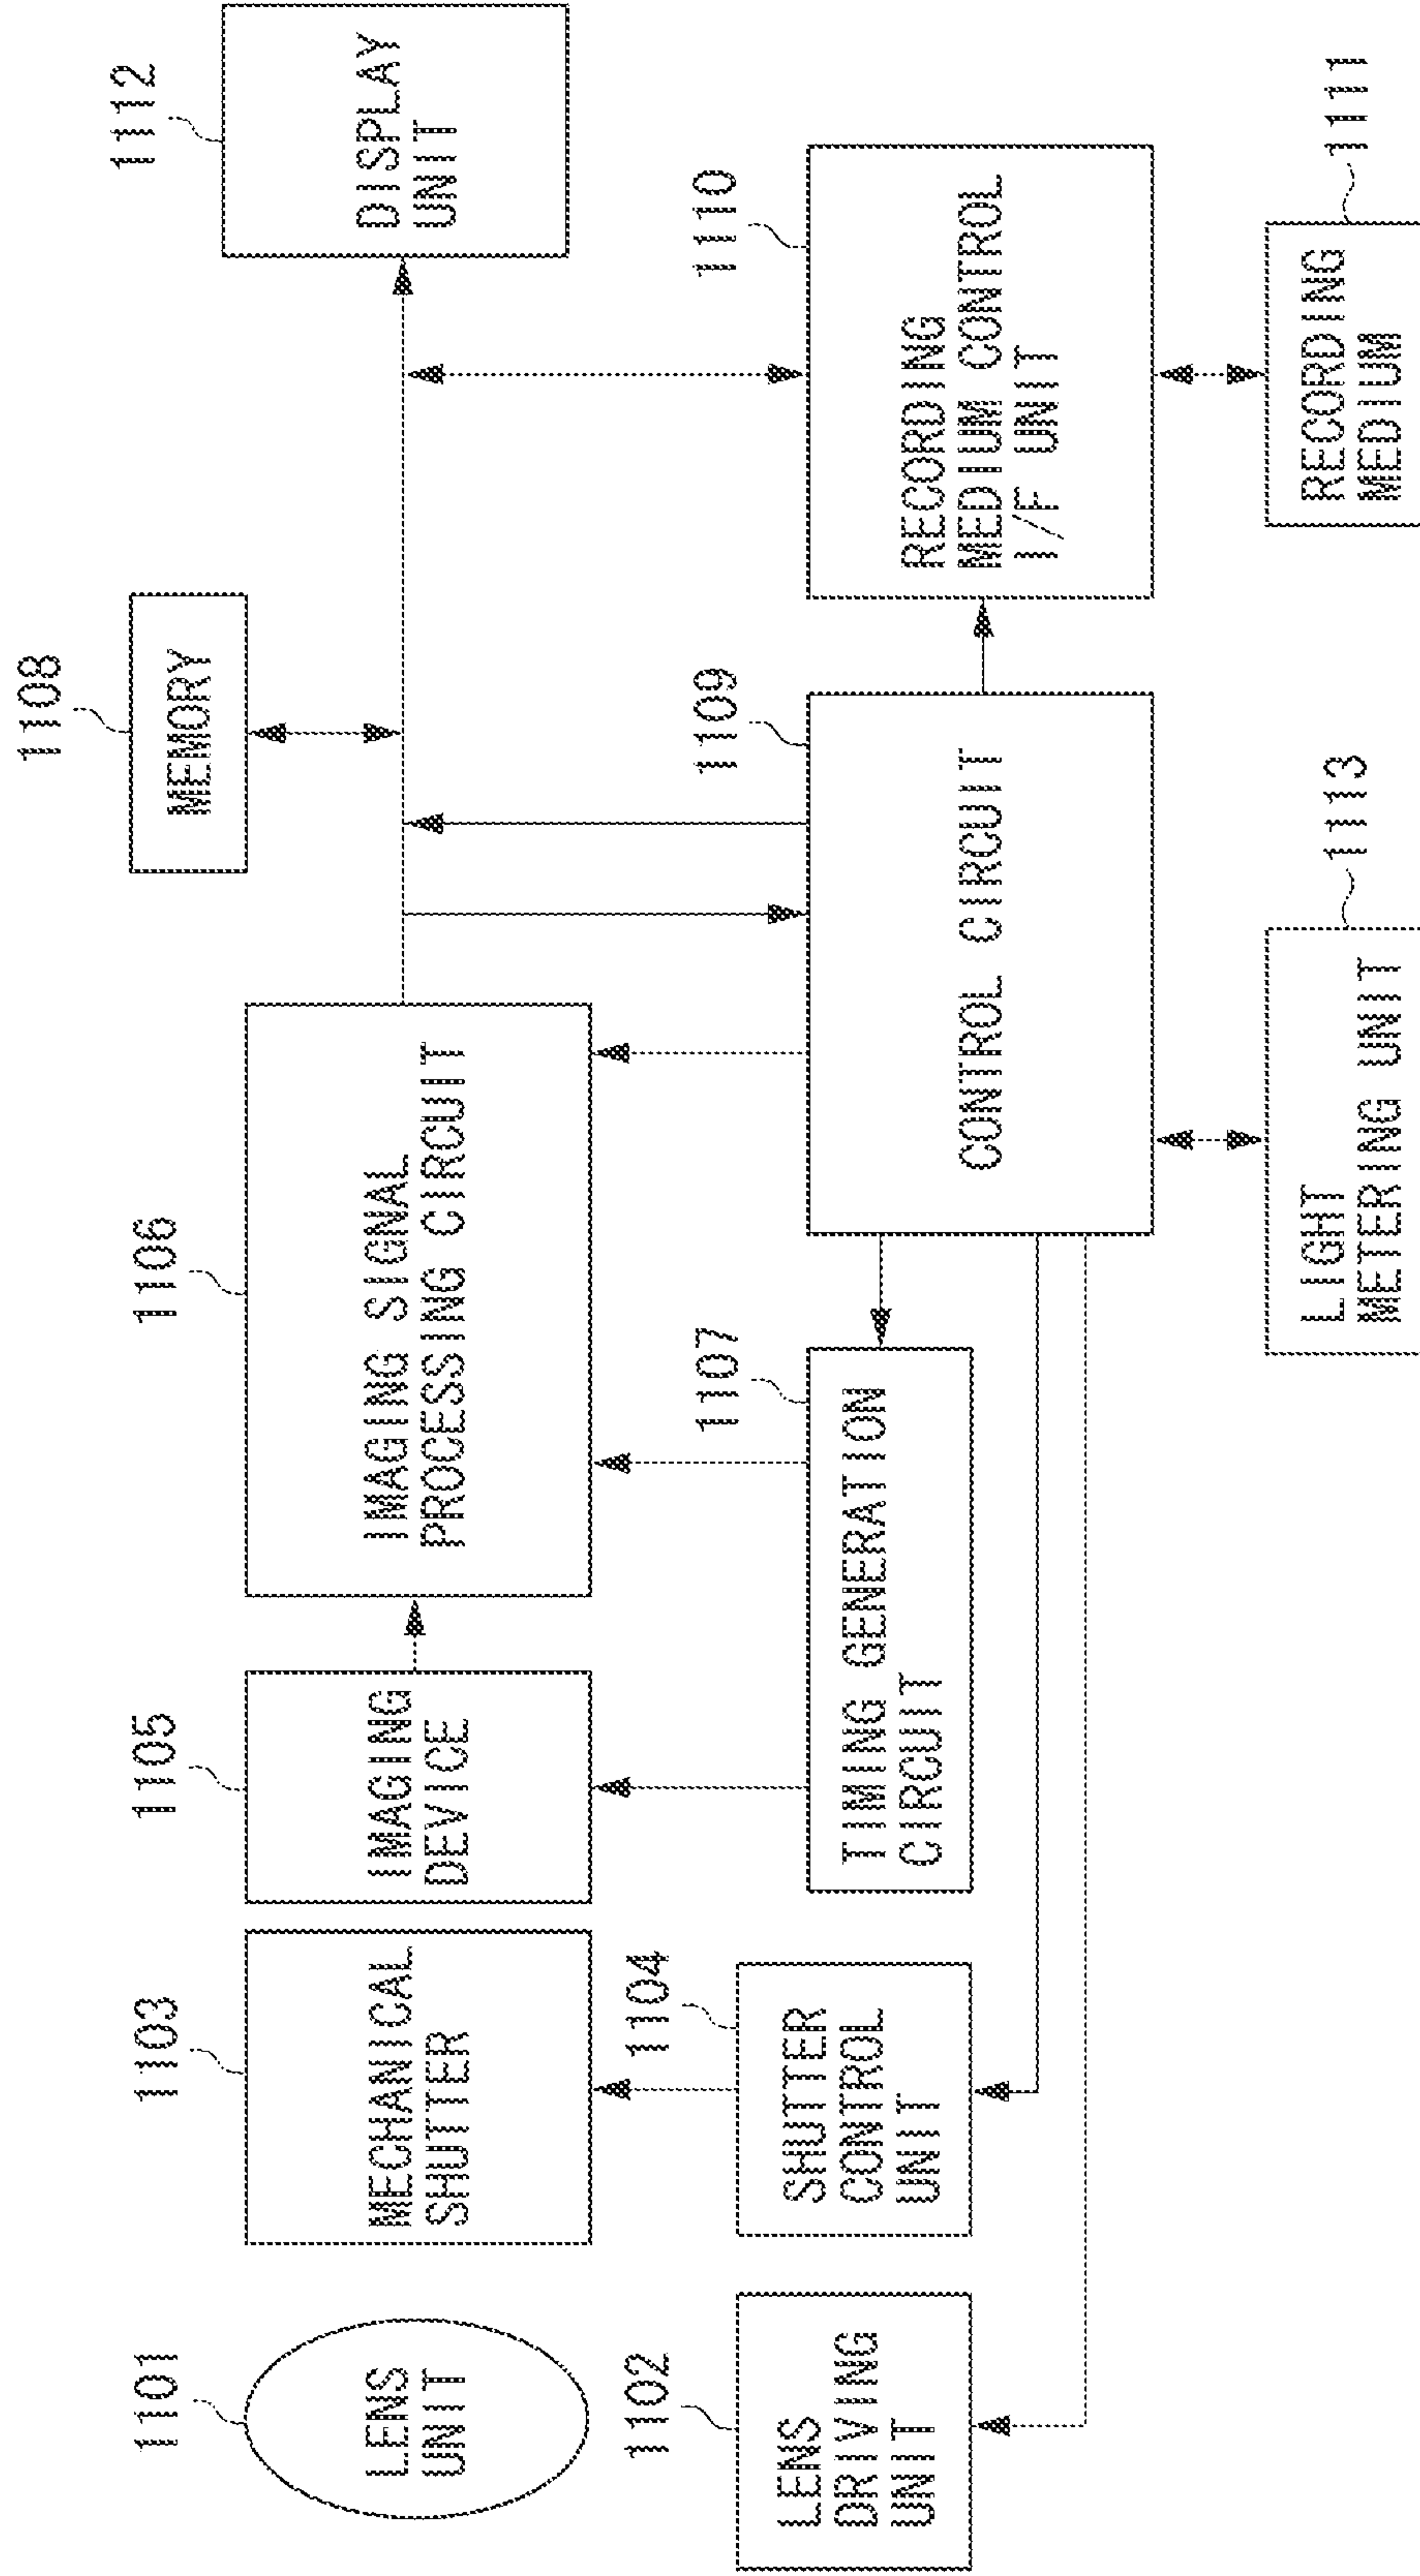 1101
LENS
UNIT
1103
MECHANICAL
SHUTTER
1105
IMAGING
DEVICE
1106
IMAGING SIGNAL
PROCESSING CIRCUIT
1108
MEMORY
1112
DISPLAY
UNIT
1102
LENS
DRIVING
UNIT
1104
SHUTTER
CONTROL
UNIT
1107
TIMING GENERATION
CIRCUIT
1109
CONTROL CIRCUIT
1110
RECORDING
MEDIUM CONTROL
I/F UNIT
LIGHT
METERING UNIT
1113
RECORDING
MEDIUM
1111